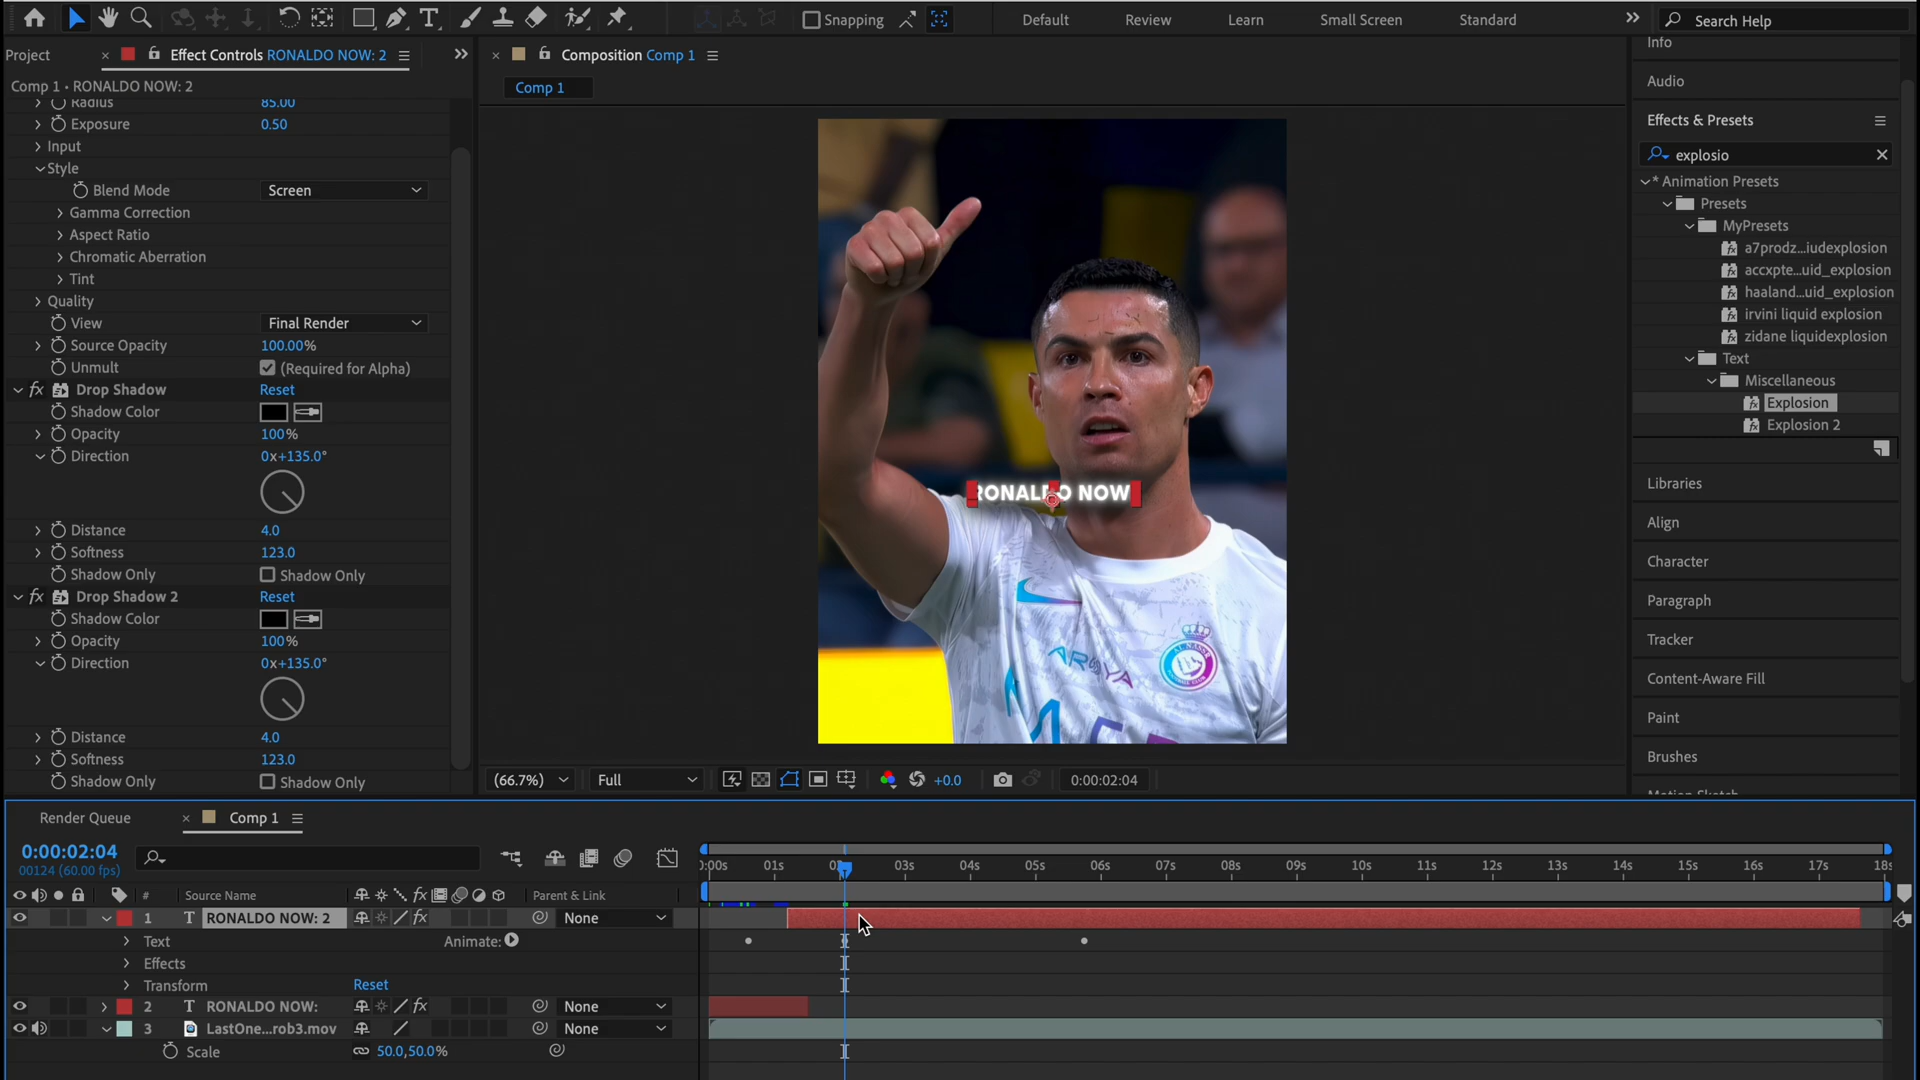 Snapping
Default
Review
Learn
Small Screen
Standard
Search Help
Project
Effect Controls RONALDO NOW: 2
Composition Comp 1
Info
Comp 1 • RONALDO NOW: 2
Comp 1
Audio
Radius 85.00
Exposure 0.50
Effects & Presets
Input
explosio
Style
* Animation Presets
Blend Mode Screen
Presets
Gamma Correction
MyPresets
Aspect Ratio
a7prodz...iudexplosion
Chromatic Aberration
accxpte...uid_explosion
Tint
haaland...uid_explosion
Quality
irvini liquid explosion
View Final Render
zidane liquidexplosion
Source Opacity 100.00%
Text
Unmult (Required for Alpha)
Miscellaneous
fx Drop Shadow Reset
Explosion
Shadow Color
Explosion 2
Opacity 100%
Direction 0x+135.0°
Libraries
RONALDO NOW
Align
Distance 4.0
Softness 123.0
Character
Shadow Only Shadow Only
fx Drop Shadow 2 Reset
Paragraph
Shadow Color
Opacity 100%
Tracker
Direction 0x+135.0°
Content-Aware Fill
Paint
Distance 4.0
Brushes
Softness 123.0
Shadow Only Shadow Only
(66.7%) Full +0.0 0:00:02:04
Render Queue
Comp 1
0:00:02:04
00124 (60.00 fps)
:00s 01s 02 03s 04s 05s 06s 07s 08s 09s 10s 11s 12s 13s 14s 15s 16s 17s 18s
# Source Name fx Parent & Link
1 T RONALDO NOW: 2 fx None
Text Animate:
Effects
Transform Reset
2 T RONALDO NOW: fx None
3 LastOne...rob3.mov None
Scale 50.0,50.0%